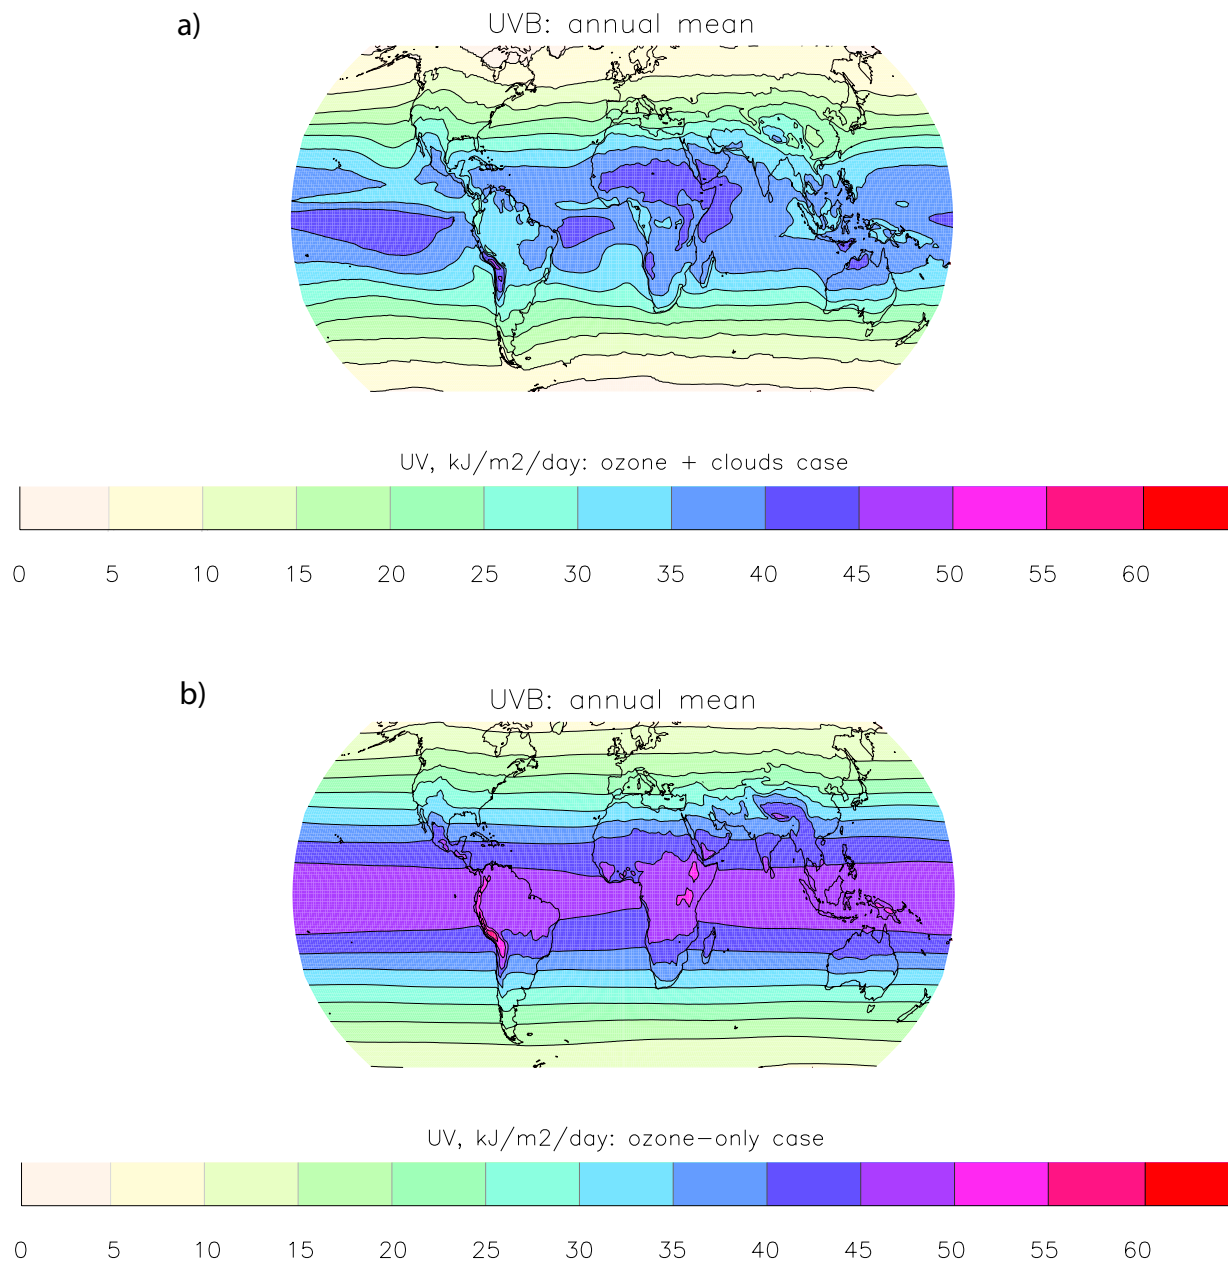 a)
UVB: annual mean
UV, kJ/m2/day: ozone + clouds case
0 5 10 15 20 25 30 35 40 45 50 55 60
b)
UVB: annual mean
UV, kJ/m2/day: ozone-only case
0 5 10 15 20 25 30 35 40 45 50 55 60